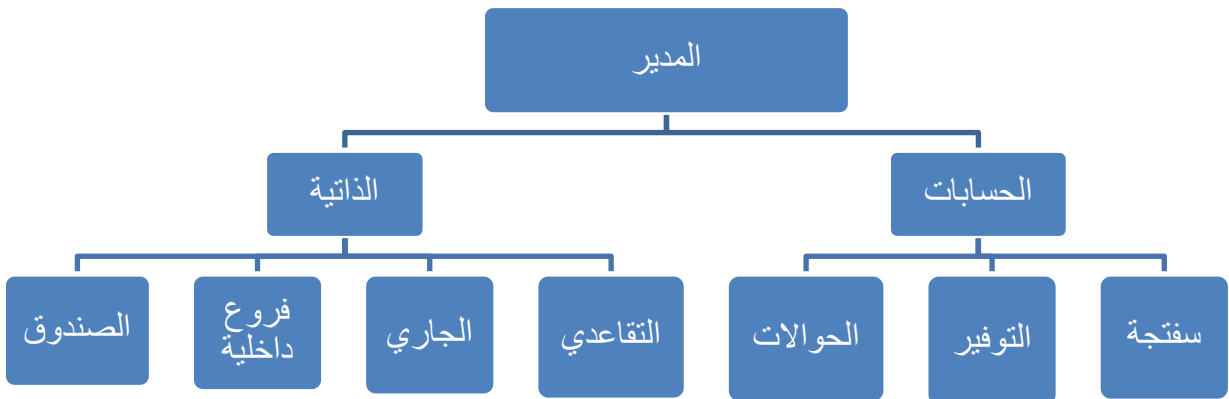 المدير
الحسابات
الذاتية
سفتجة
التوفير
الحوالات
التقاعدي
الجاري
فروع
داخلية
الصندوق